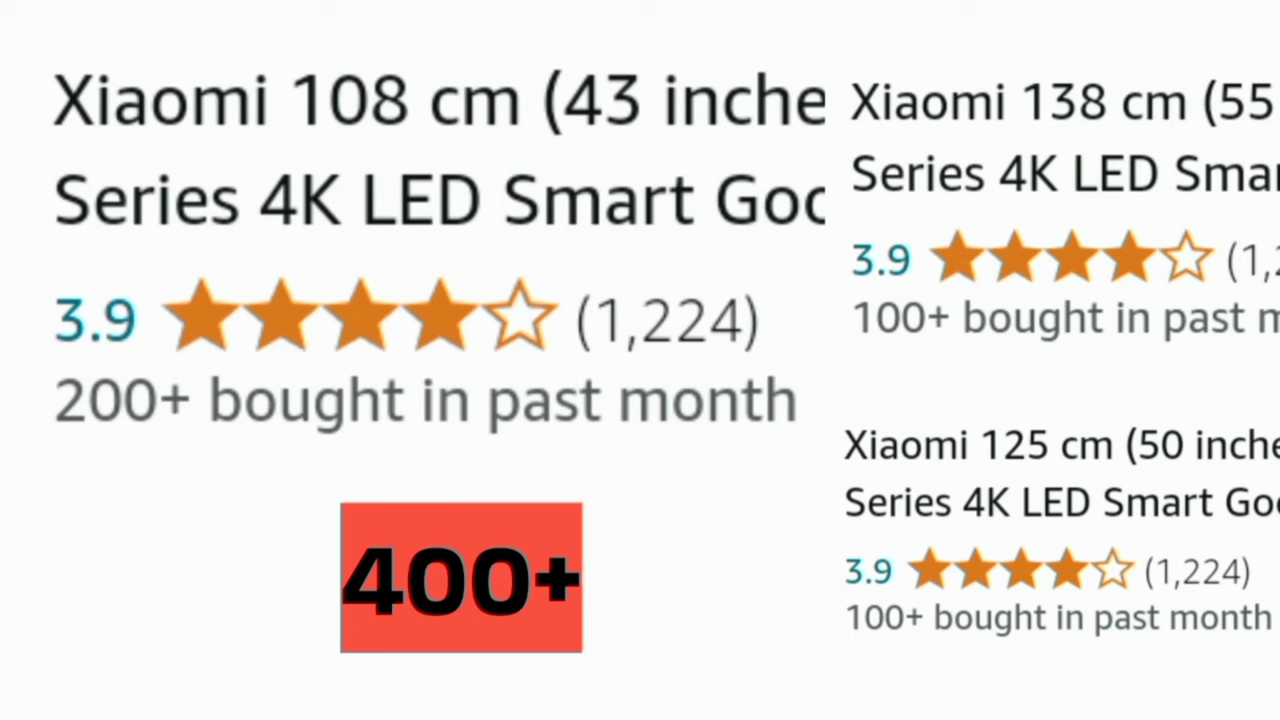 Xiaomi 108 cm (43 inche
Series 4K LED Smart Goo
3.9 (1,224)
200+ bought in past month
400+
Xiaomi 138 cm (55
Series 4K LED Smar
3.9 (1,2
100+ bought in past m
Xiaomi 125 cm (50 inche
Series 4K LED Smart Goo
3.9 (1,224)
100+ bought in past month